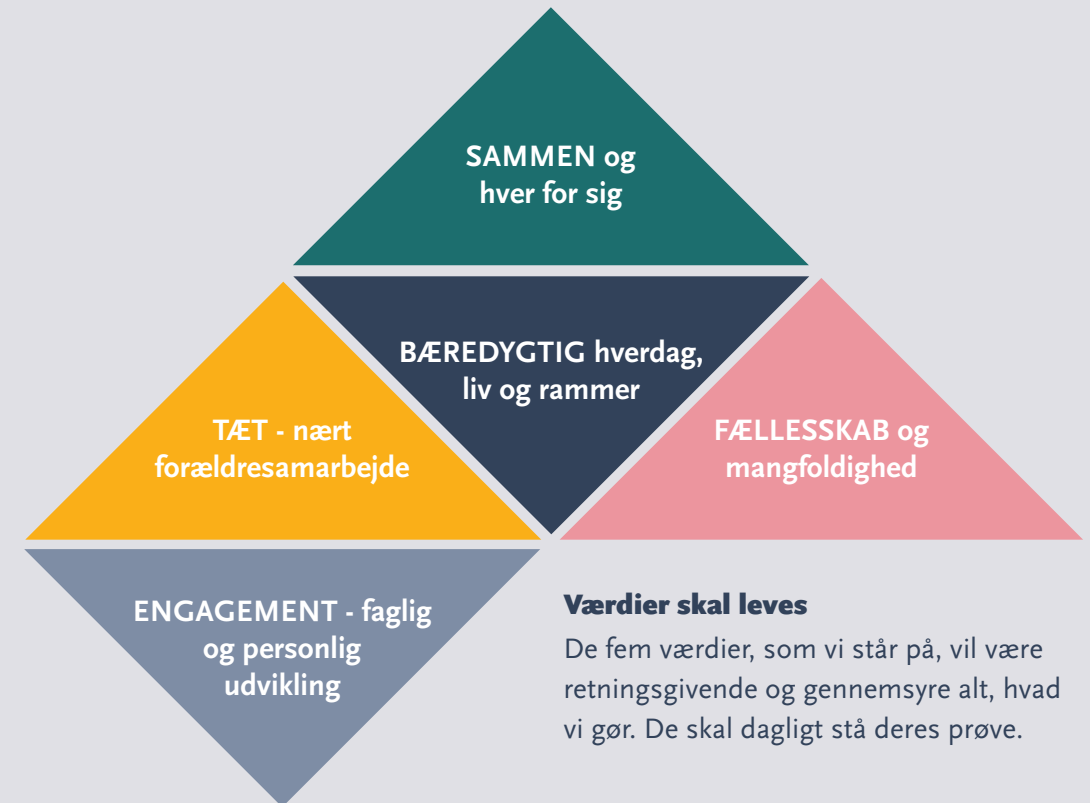 SAMMEN og
hver for sig
BÆREDYGTIG hverdag,
liv og rammer
TÆT - nært
forældresamarbejde
FÆLLESSKAB og
mangfoldighed
ENGAGEMENT - faglig
og personlig
udvikling
Værdier skal leves
De fem værdier, som vi står på, vil være
retningsgivende og gennemsyre alt, hvad
vi gør. De skal dagligt stå deres prøve.